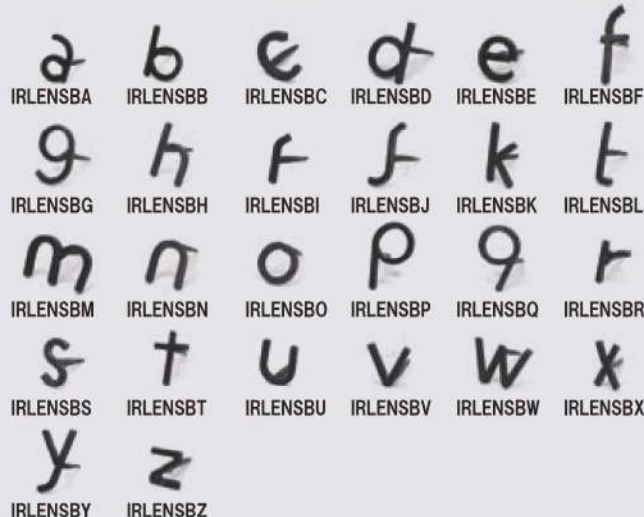 a b c d e f
IRLENSBA IRLENSBB IRLENSBC IRLENSBD IRLENSBE IRLENSBF
g h i j k l
IRLENSBG IRLENSBH IRLENSBI IRLENSBJ IRLENSBK IRLENSBL
m n o p q r
IRLENSBM IRLENSBN IRLENSBO IRLENSBP IRLENSBQ IRLENSBR
s t u v w x
IRLENSBS IRLENSBT IRLENSBU IRLENSBV IRLENSBW IRLENSBX
y z
IRLENSBY IRLENSBZ